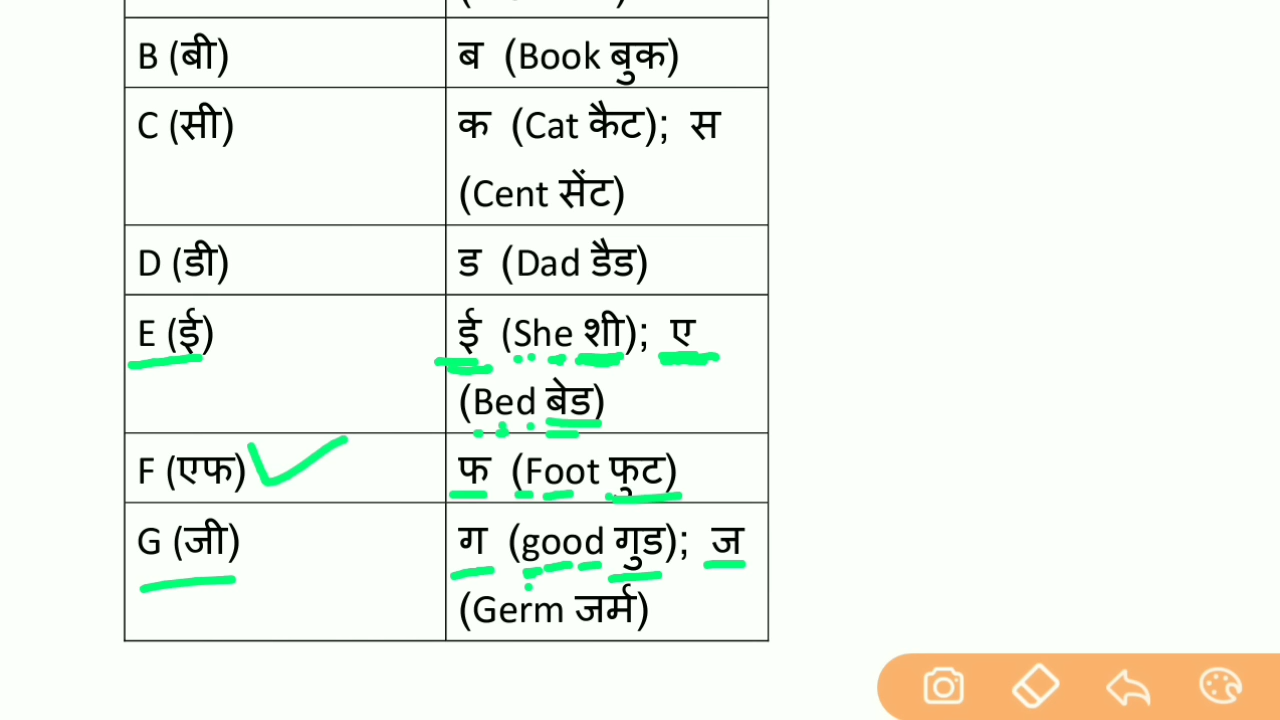 B (बी)
ब (Book बुक)
C (सी)
क (Cat कैट); स
(Cent सेंट)
D (डी)
ड (Dad डैड)
E (ई)
ई (She शी); ए
(Bed बेड)
F (एफ)
फ (Foot फुट)
G (जी)
ग (good गुड); ज
(Germ जर्म)